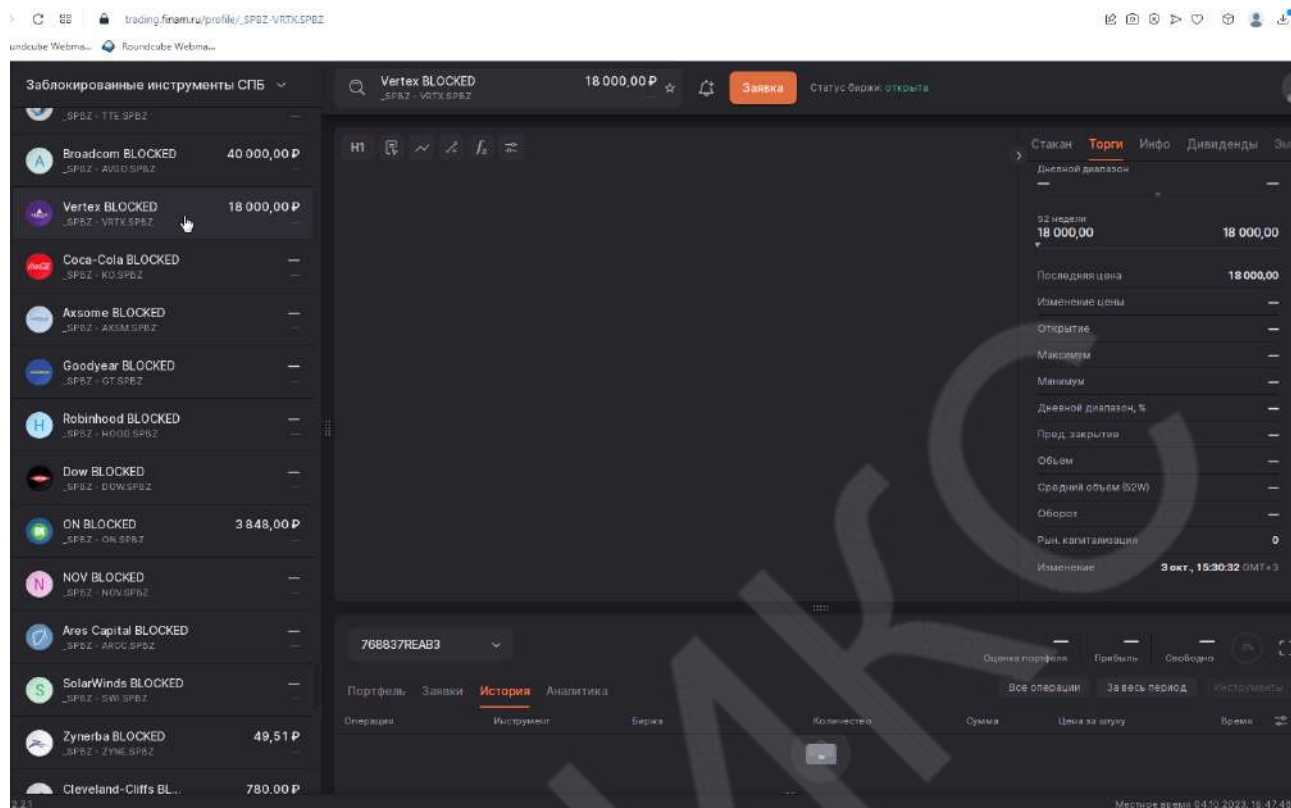 trading.finam.ru/profile/_SPBZ-VRTX.SPBZ
undcube Webma... Roundcube Webma...
Заблокированные инструменты СПБ
Vertex BLOCKED 18 000,00 ₽
_SPBZ - VRTX.SPBZ
Заявка
Статус биржи: открыта
_SPBZ - TTE.SPBZ
A
Broadcom BLOCKED 40 000,00 ₽
_SPBZ - AVGO.SPBZ
Vertex BLOCKED 18 000,00 ₽
_SPBZ - VRTX.SPBZ
Coca-Cola BLOCKED —
_SPBZ - KO.SPBZ
Axsome BLOCKED —
_SPBZ - AXSM.SPBZ
Goodyear BLOCKED —
_SPBZ - GT.SPBZ
H
Robinhood BLOCKED —
_SPBZ - HOOD.SPBZ
Dow BLOCKED —
_SPBZ - DOW.SPBZ
ON BLOCKED 3 848,00 ₽
_SPBZ - ON.SPBZ
N
NOV BLOCKED —
_SPBZ - NOV.SPBZ
Ares Capital BLOCKED —
_SPBZ - ARCC.SPBZ
S
SolarWinds BLOCKED —
_SPBZ - SWI.SPBZ
Zynerba BLOCKED 49,51 ₽
_SPBZ - ZYNE.SPBZ
Cleveland-Cliffs BL... 780,00 ₽
H1
Стакан Торги Инфо Дивиденды Эм
Дневной диапазон
— —
52 недели
18 000,00 18 000,00
Последняя цена 18 000,00
Изменение цены —
Открытие —
Максимум —
Минимум —
Дневной диапазон, % —
Пред. закрытие —
Объем —
Средний объем (52W) —
Оборот —
Рын. капитализация 0
Изменение 3 окт., 15:30:32 GMT+3
768837REAB3
Оценка портфеля Прибыль Свободно
Портфель Заявки История Аналитика
Все операции За весь период Инструменты
Операция Инструмент Биржа Количество Сумма Цена за штуку Время
2.21
Местное время 04.10.2023, 16:47:46
МКС